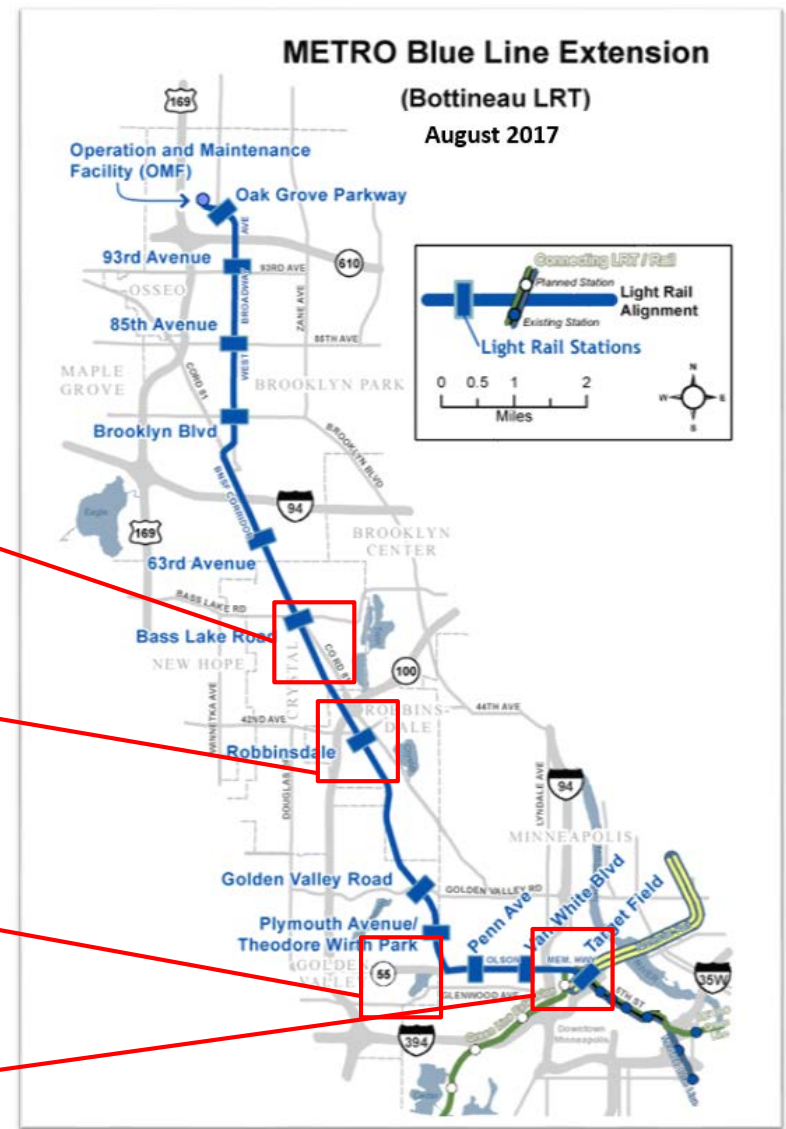 METRO Blue Line Extension
(Bottineau LRT)
August 2017
169
Operation and Maintenance
Facility (OMF)
Oak Grove Parkway
AVE
93rd Avenue
610
93RD AVE
OSSEO
BROADWAY
ZANE AVE
85th Avenue
85TH AVE
WEST
MAPLE
GROVE
CORD 81
BROOKLYN PARK
Brooklyn Blvd
BROOKLYN BLVD
Connecting LRT / Rail
Planned Station
Light Rail
Alignment
Existing Station
Light Rail Stations
0 0.5 1 2
Miles
N
W E
S
BNSF CORRIDOR
94
Eagle
169
BROOKLYN
CENTER
63rd Avenue
BASS LAKE RD
Bass Lake Road
NEW HOPE
CRYSTAL
CO RD 81
100
WINNETKA AVE
42ND AVE
ROBBINS-
DALE
44TH AVE
Robbinsdale
DOUGLAS
LYNDALE AVE
94
MINNEAPOLIS
Golden Valley Road
GOLDEN VALLEY RD
Plymouth Avenue/
Theodore Wirth Park
Penn Ave
Van White Blvd
Target Field
GOLDEN
VALLEY
55
OLSON MEM. HWY
GLENWOOD AVE
35W
5TH ST
394
Downtown
Minneapolis